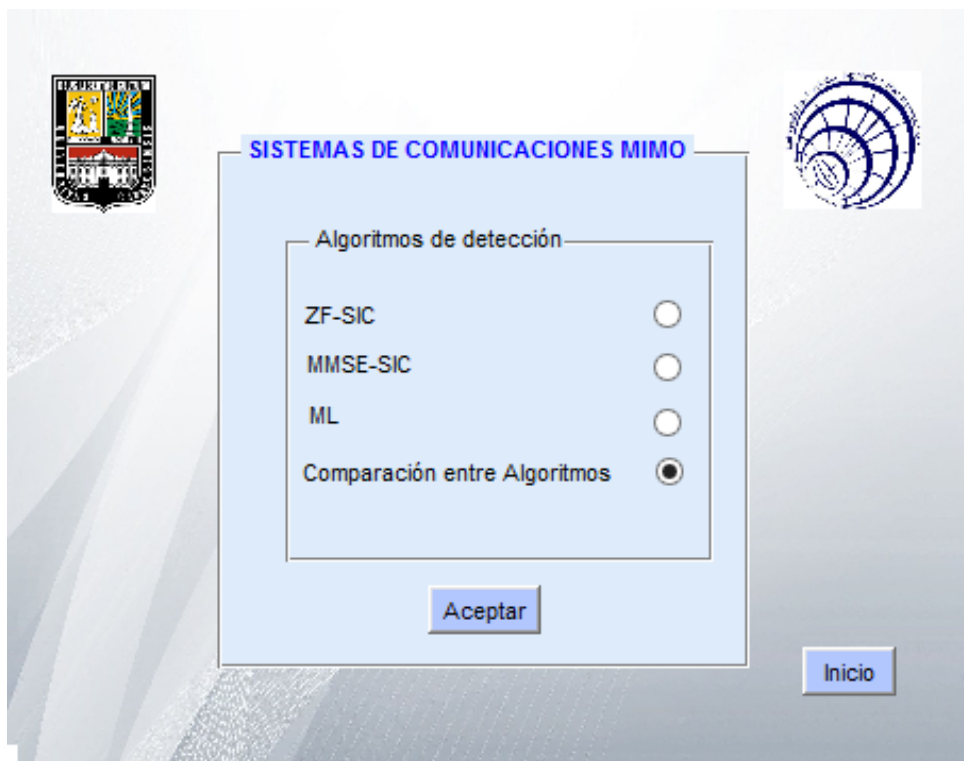 SISTEMAS DE COMUNICACIONES MIMO
Algoritmos de detección
ZF-SIC
MMSE-SIC
ML
Comparación entre Algoritmos
Aceptar
Inicio